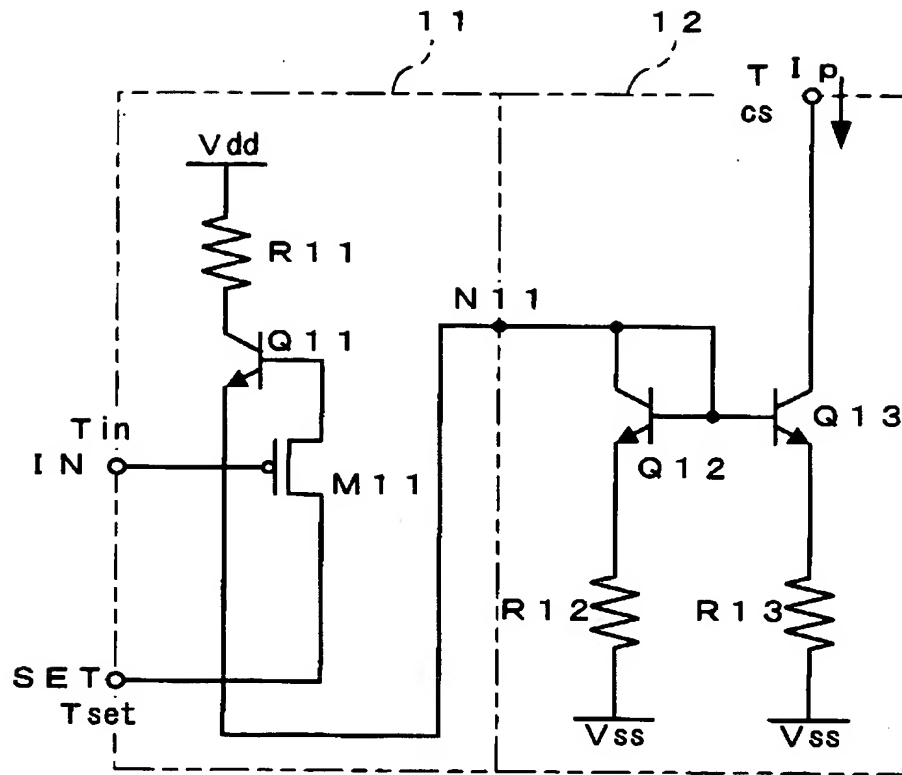 11
12
T cs
Ip
Vdd
R11
N11
Q11
Q13
Tin
IN
Q12
M11
R12
R13
SET
Tset
Vss
Vss